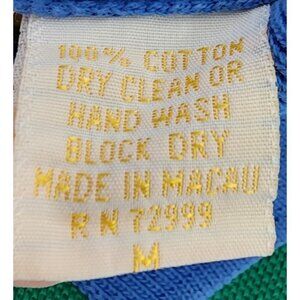 100% COTTON
DRY CLEAN OR
HAND WASH
BLOCK DRY
MADE IN MACAU
RN 72999
M